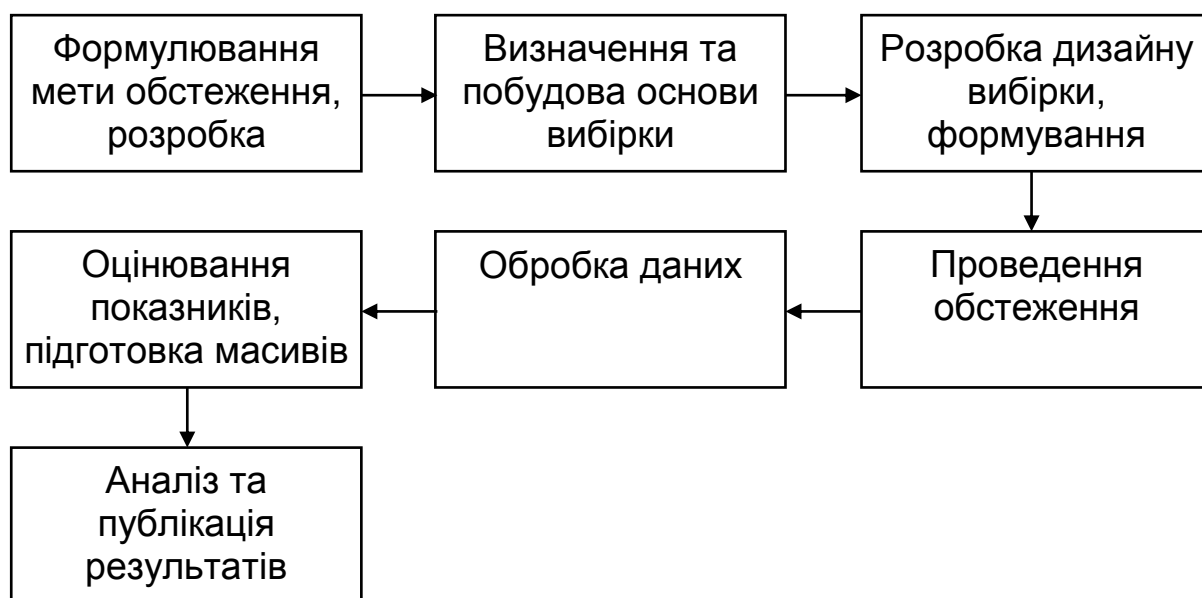 Формулювання
мети обстеження,
розробка
Визначення та
побудова основи
вибірки
Розробка дизайну
вибірки,
формування
Проведення
обстеження
Обробка даних
Оцінювання
показників,
підготовка масивів
Аналіз та
публікація
результатів